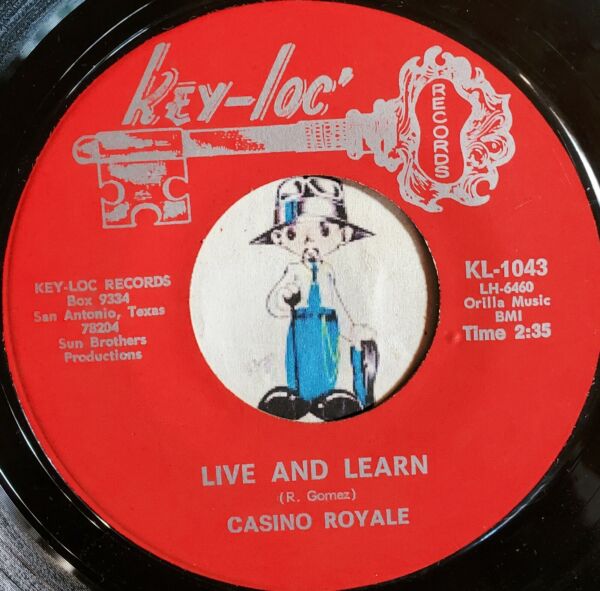 KEY-LOC'
RECORDS
KEY-LOC RECORDS
Box 9334
San Antonio, Texas
78204
Sun Brothers
Productions
KL-1043
LH-6460
Orilla Music
BMI
Time 2:35
LIVE AND LEARN
(R. Gomez)
CASINO ROYALE